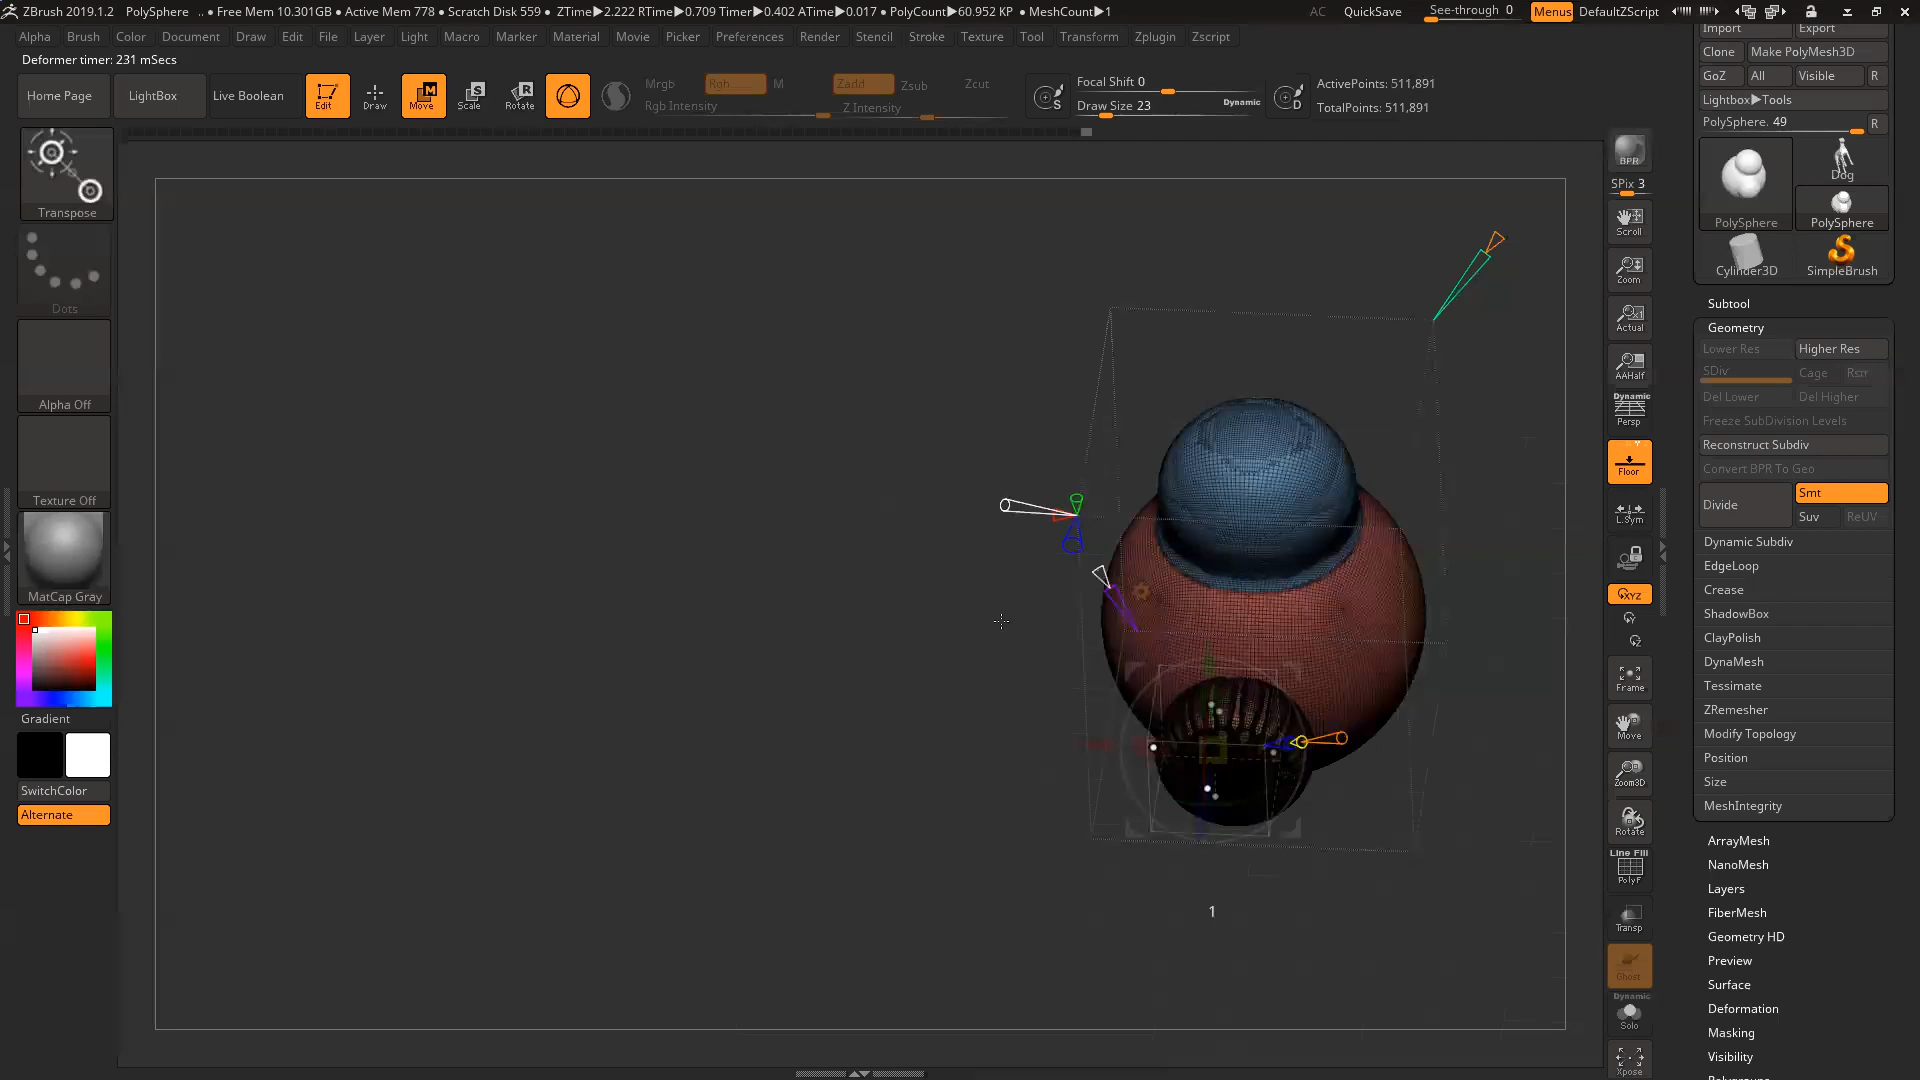 ZBrush 2019.1.2 PolySphere .. • Free Mem 10.301GB • Active Mem 778 • Scratch Disk 559 • ZTime▶2.222 RTime▶0.709 Timer▶0.402 ATime▶0.017 • PolyCount▶60.952 KP • MeshCount▶1 AC QuickSave See-through 0 Menus DefaultZScript
Alpha Brush Color Document Draw Edit File Layer Light Macro Marker Material Movie Picker Preferences Render Stencil Stroke Texture Tool Transform Zplugin Zscript
Deformer timer: 231 mSecs
Home Page LightBox Live Boolean Edit Draw Move Scale Rotate
Mrgb Rgb M Zadd Zsub Zcut
Rgb Intensity Z Intensity
S Focal Shift 0
Draw Size 23 Dynamic
D ActivePoints: 511,891
TotalPoints: 511,891
Transpose
Dots
Alpha Off
Texture Off
MatCap Gray
Gradient
SwitchColor
Alternate
1
BPR
SPix 3
Scroll
Zoom
Actual
AAHalf
Dynamic
Persp
Floor
L.Sym
XYZ
Y
Z
Frame
Move
Zoom3D
Rotate
Line Fill
PolyF
Transp
Ghost
Dynamic
Solo
Xpose
Import Export
Clone Make PolyMesh3D
GoZ All Visible R
Lightbox▶Tools
PolySphere. 49 R
PolySphere
Dog
PolySphere
Cylinder3D SimpleBrush
Subtool
Geometry
Lower Res Higher Res
SDiv Cage Rstr
Del Lower Del Higher
Freeze SubDivision Levels
Reconstruct Subdiv
Convert BPR To Geo
Divide Smt
Suv ReUV
Dynamic Subdiv
EdgeLoop
Crease
ShadowBox
ClayPolish
DynaMesh
Tessimate
ZRemesher
Modify Topology
Position
Size
MeshIntegrity
ArrayMesh
NanoMesh
Layers
FiberMesh
Geometry HD
Preview
Surface
Deformation
Masking
Visibility